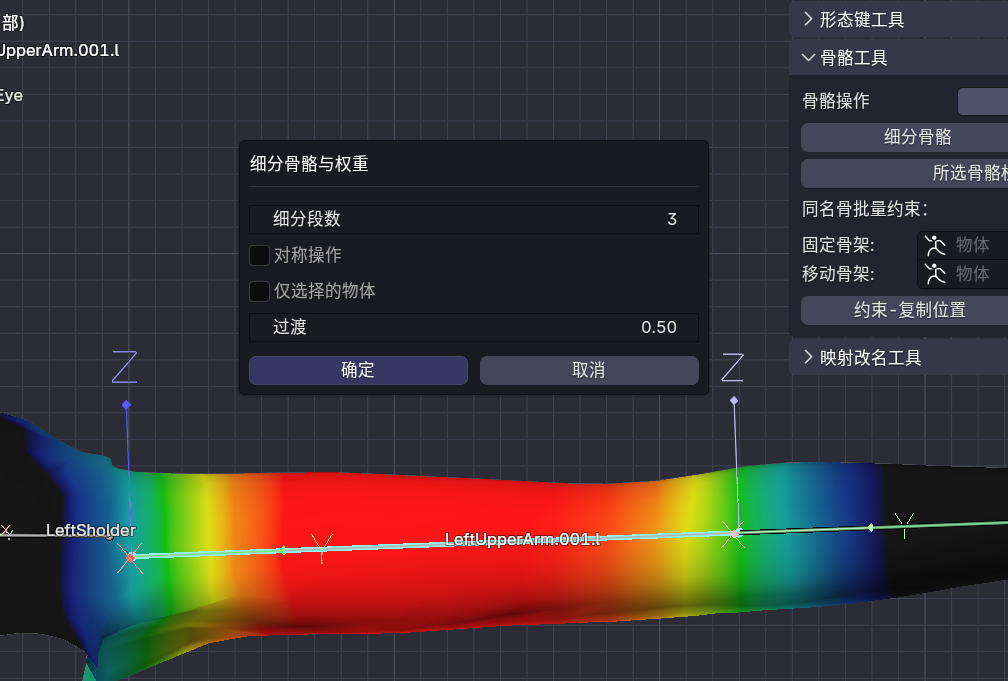 部)
UpperArm.001.l
Eye
形态键工具
骨骼工具
骨骼操作
细分骨骼
所选骨骼
同名骨批量约束:
固定骨架:
物体
移动骨架:
物体
约束-复制位置
映射改名工具
细分骨骼与权重
细分段数
3
对称操作
仅选择的物体
过渡
0.50
确定
取消
Z
Z
LeftSholder
LeftUpperArm.001.l